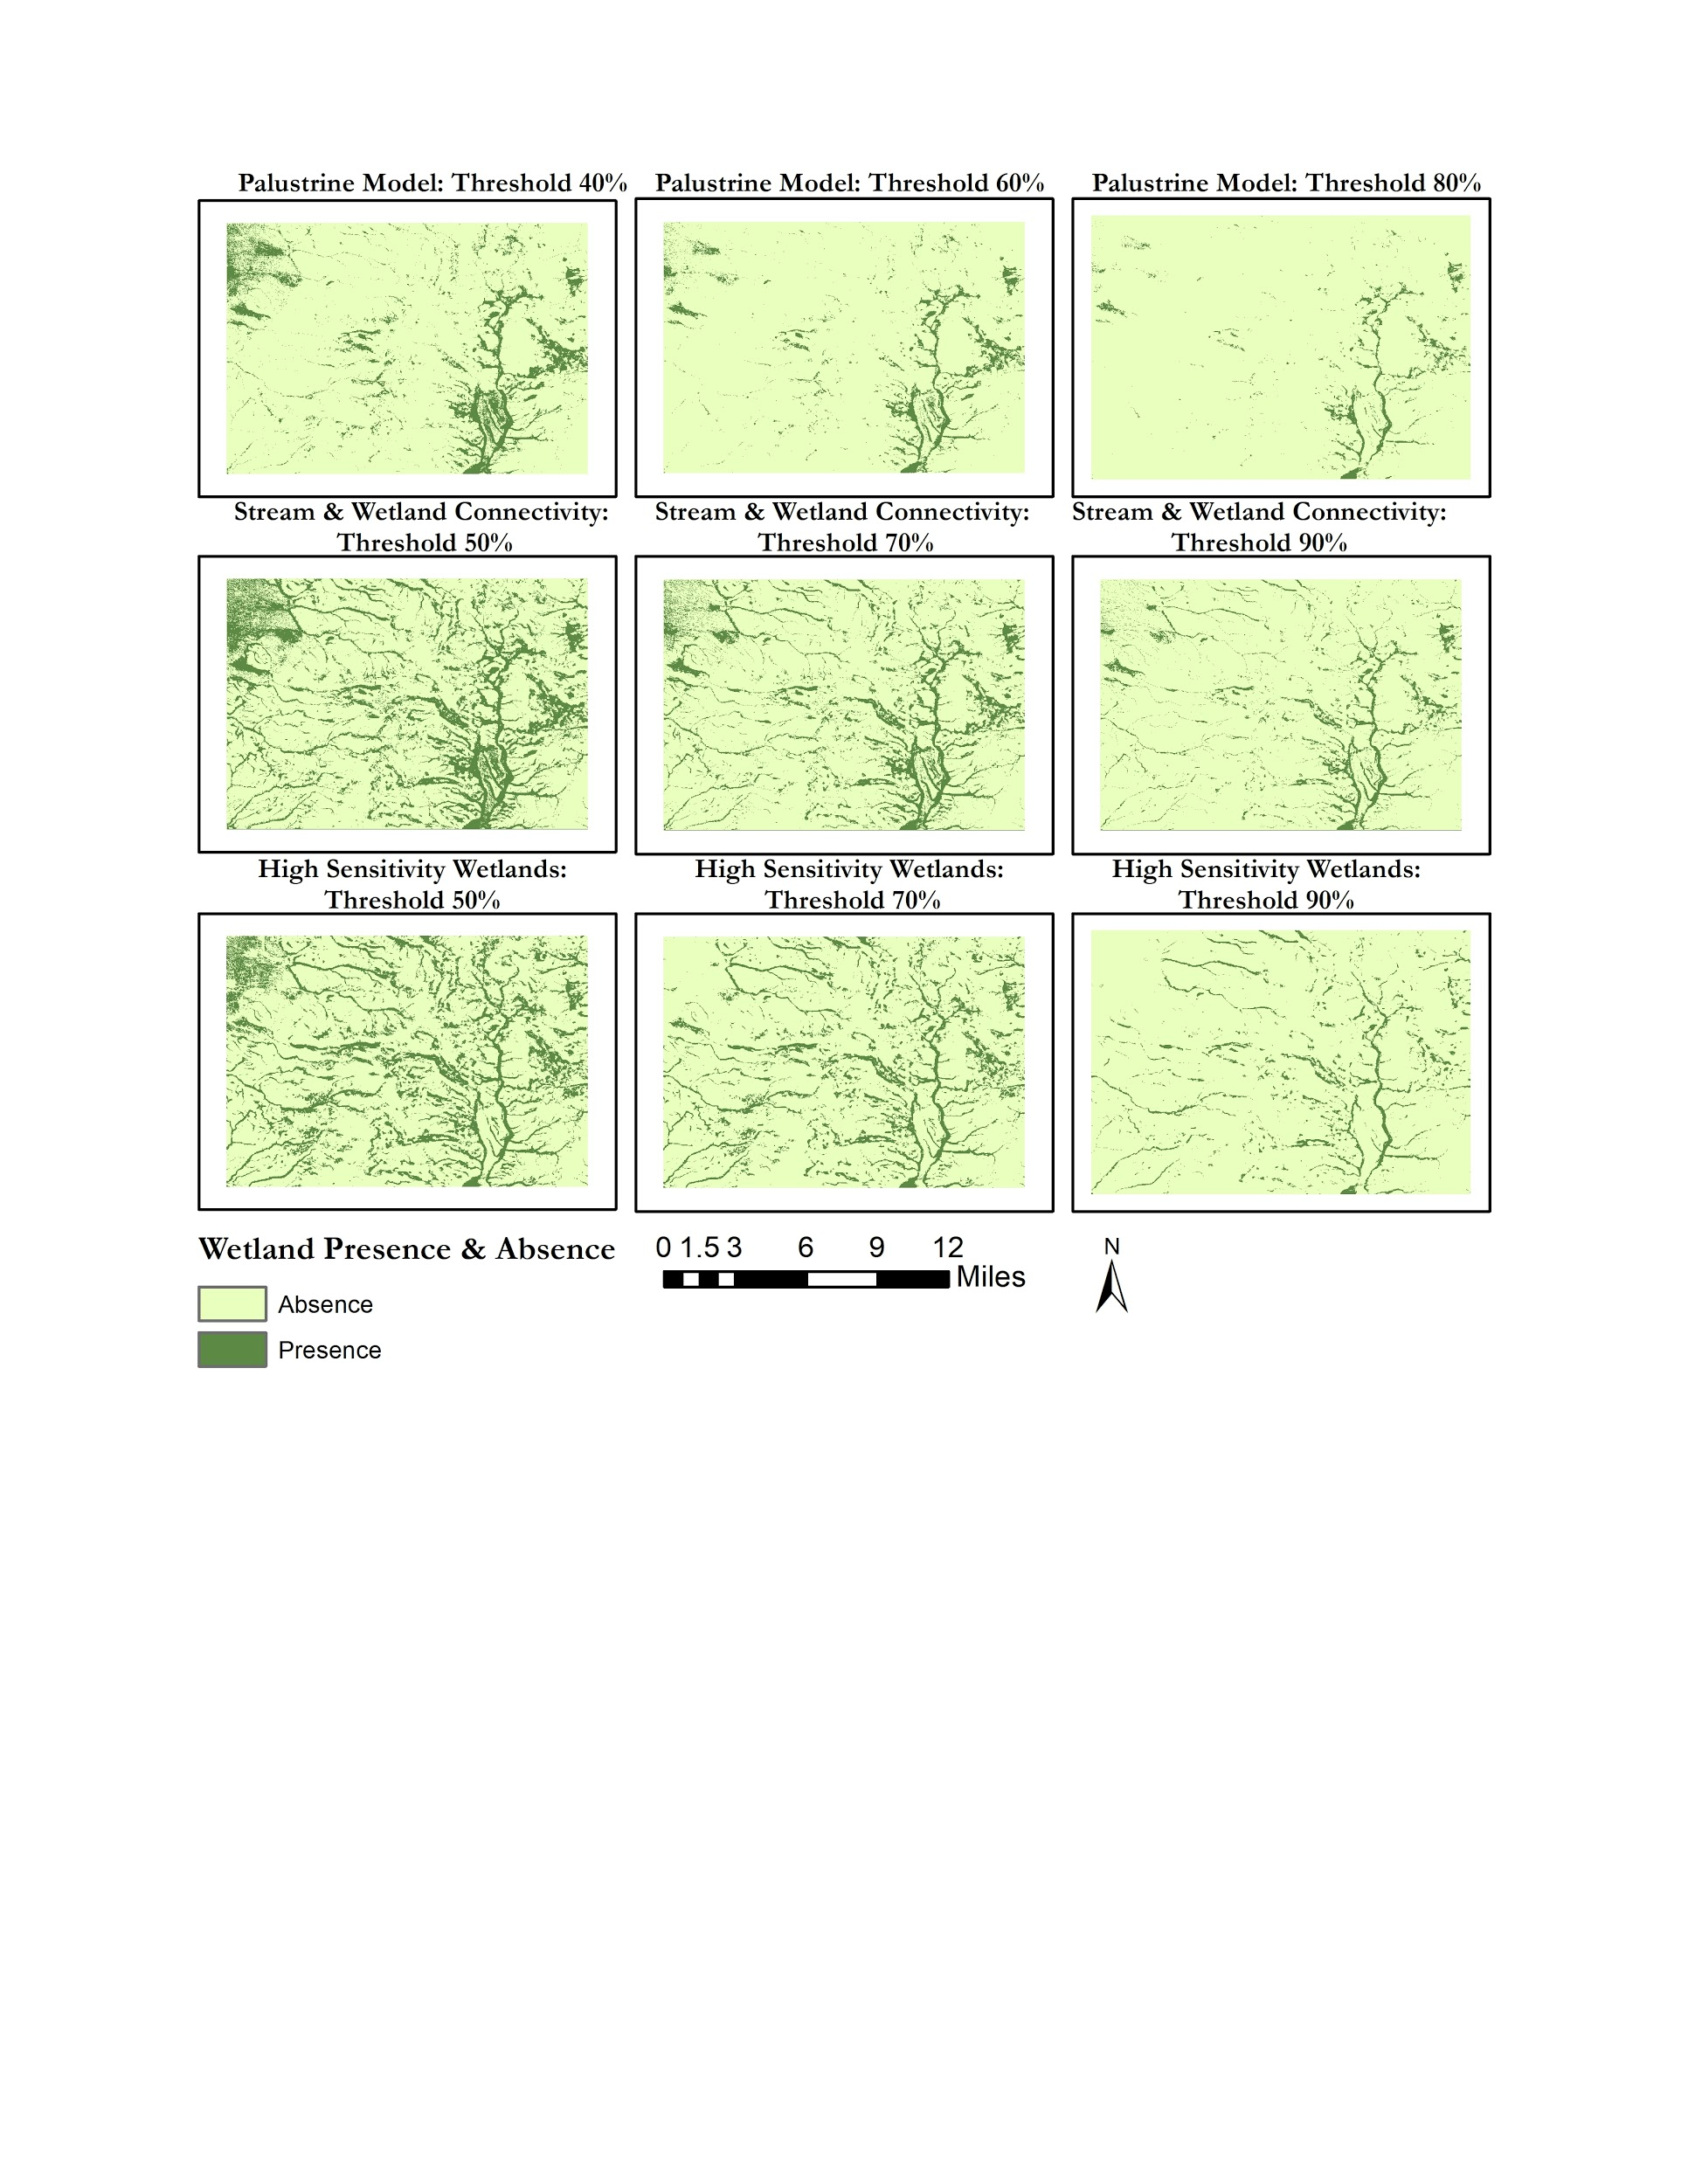 Palustrine Model: Threshold 40%
Palustrine Model: Threshold 60%
Palustrine Model: Threshold 80%
Stream & Wetland Connectivity:
Threshold 50%
Stream & Wetland Connectivity:
Threshold 70%
Stream & Wetland Connectivity:
Threshold 90%
High Sensitivity Wetlands:
Threshold 50%
High Sensitivity Wetlands:
Threshold 70%
High Sensitivity Wetlands:
Threshold 90%
Wetland Presence & Absence
Absence
Presence
0 1.5 3 6 9 12
Miles
N